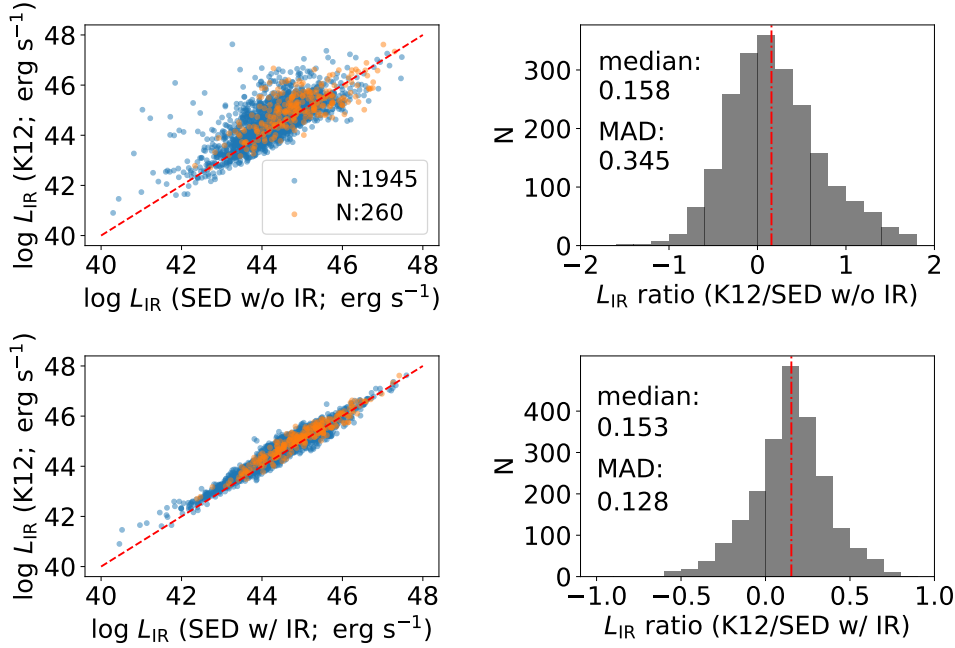 48
46
44
42
40
log L_IR (K12; erg s⁻¹)
N:1945
N:260
40 42 44 46 48
log L_IR (SED w/o IR; erg s⁻¹)
300
200
100
0
N
median:
0.158
MAD:
0.345
−2 −1 0 1 2
L_IR ratio (K12/SED w/o IR)
48
46
44
42
40
log L_IR (K12; erg s⁻¹)
40 42 44 46 48
log L_IR (SED w/ IR; erg s⁻¹)
400
300
200
100
0
N
median:
0.153
MAD:
0.128
−1.0 −0.5 0.0 0.5 1.0
L_IR ratio (K12/SED w/ IR)